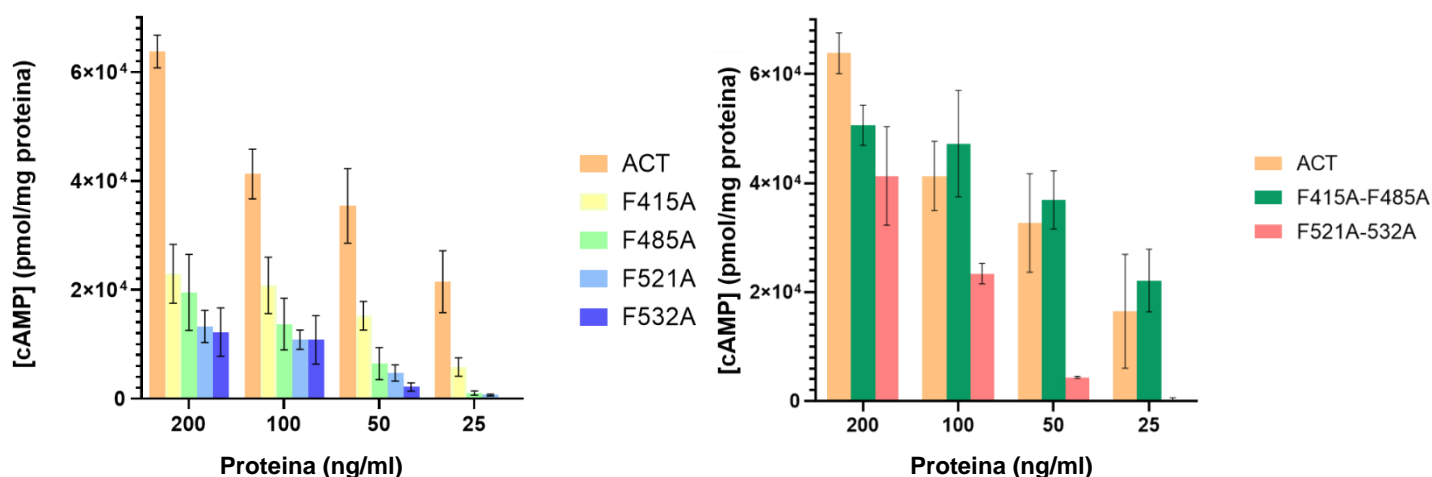 [cAMP] (pmol/mg proteina)
6×10⁴
4×10⁴
2×10⁴
0
200 100 50 25
Proteina (ng/ml)
ACT
F415A
F485A
F521A
F532A
[cAMP] (pmol/mg proteina)
6×10⁴
4×10⁴
2×10⁴
0
200 100 50 25
Proteina (ng/ml)
ACT
F415A-F485A
F521A-532A